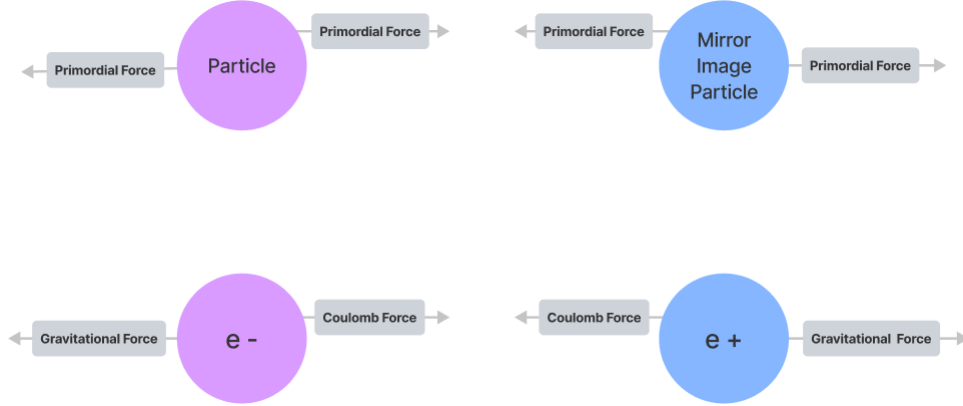 Primordial Force
Primordial Force
Particle
Primordial Force
Mirror
Image
Particle
Primordial Force
Gravitational Force
e -
Coulomb Force
Coulomb Force
e +
Gravitational Force